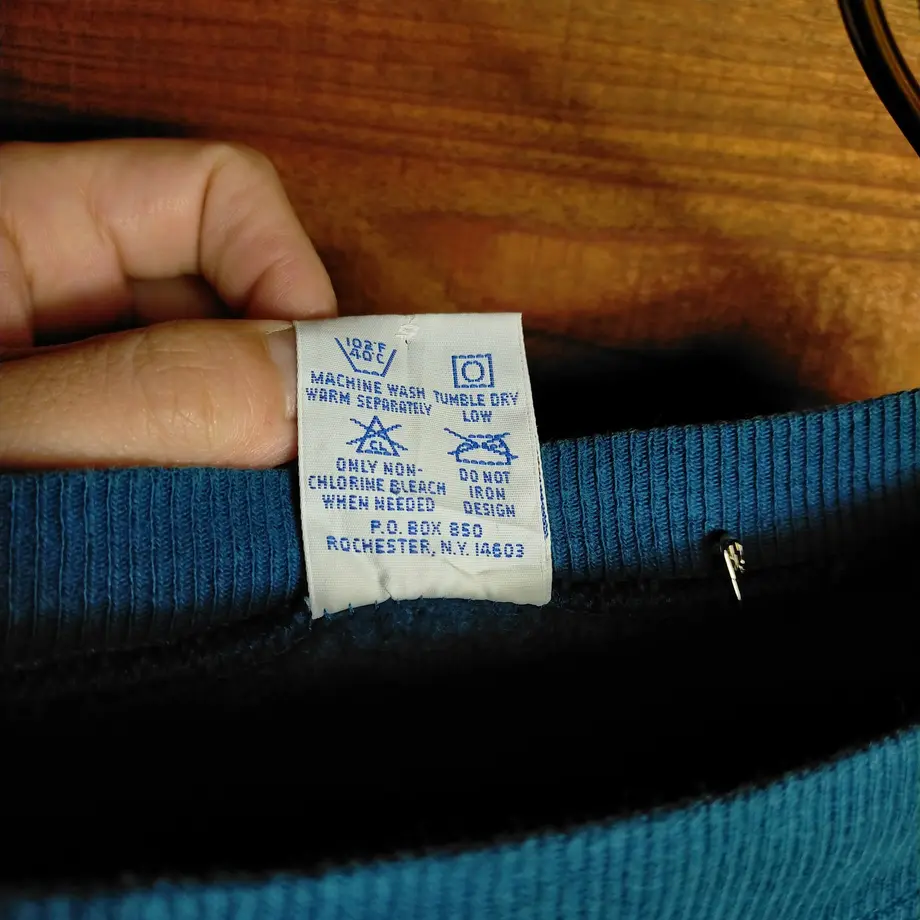 102°F
40°C
MACHINE WASH
WARM SEPARATELY
TUMBLE DRY
LOW
CL
ONLY NON-
CHLORINE BLEACH
WHEN NEEDED
DO NOT
IRON
DESIGN
P.O. BOX 850
ROCHESTER, N.Y. 14603